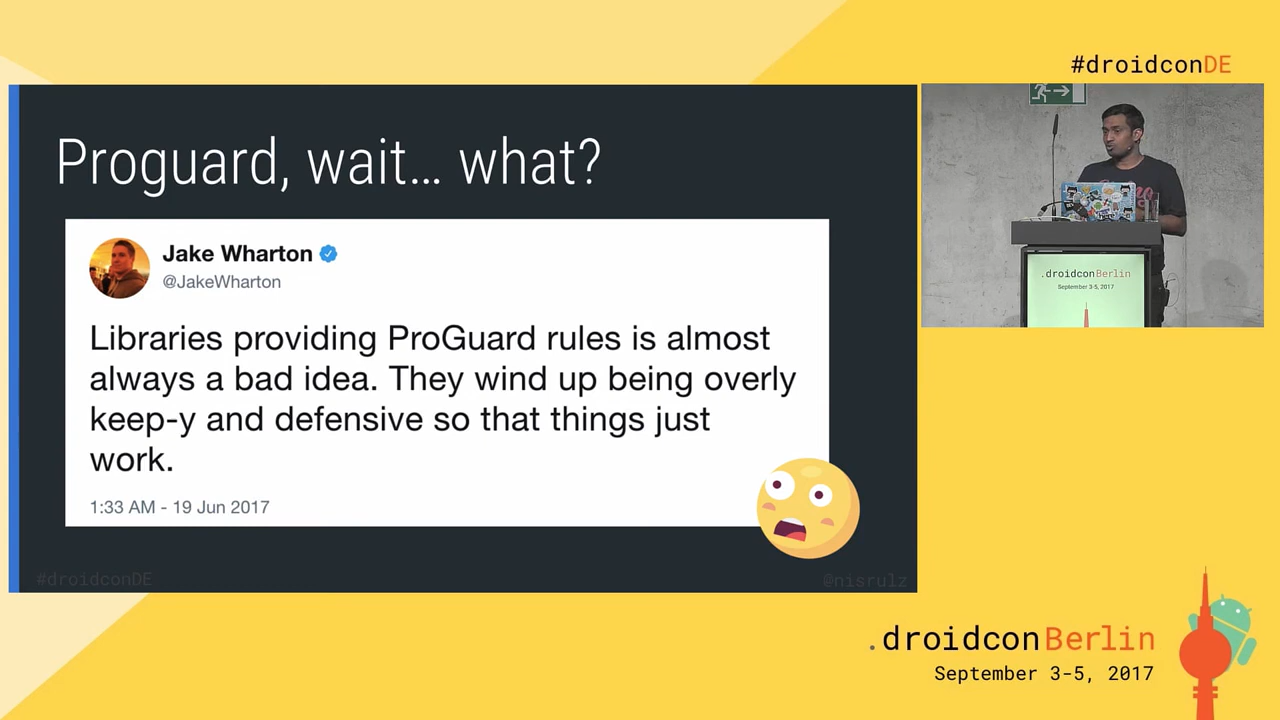 #droidconDE
Proguard, wait... what?
Jake Wharton
@JakeWharton
Libraries providing ProGuard rules is almost
always a bad idea. They wind up being overly
keep-y and defensive so that things just
work.
1:33 AM - 19 Jun 2017
#droidconDE
@nisrulz
.droidconBerlin
September 3-5, 2017
.droidconBerlin
September 3-5, 2017